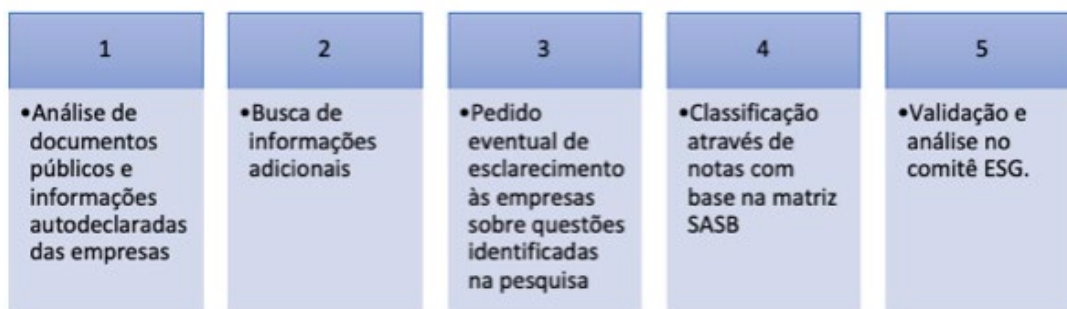 1
•Análise de
documentos
públicos e
informações
autodeclaradas
das empresas
2
•Busca de
informações
adicionais
3
•Pedido
eventual de
esclarecimento
às empresas
sobre questões
identificadas
na pesquisa
4
•Classificação
através de
notas com
base na matriz
SASB
5
•Validação e
análise no
comitê ESG.